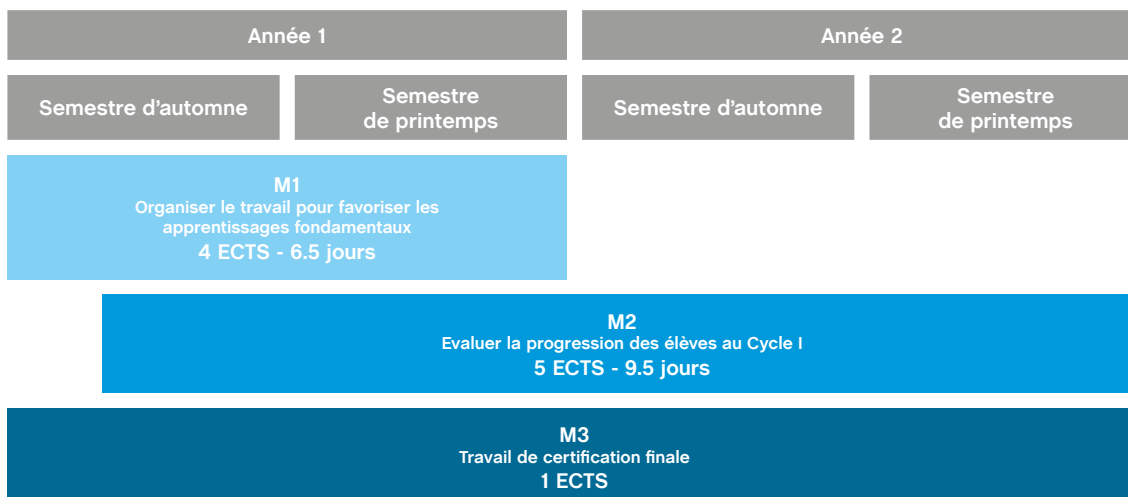 Année 1
Année 2
Semestre d'automne
Semestre
de printemps
Semestre d'automne
Semestre
de printemps
M1
Organiser le travail pour favoriser les
apprentissages fondamentaux
4 ECTS - 6.5 jours
M2
Evaluer la progression des élèves au Cycle I
5 ECTS - 9.5 jours
M3
Travail de certification finale
1 ECTS